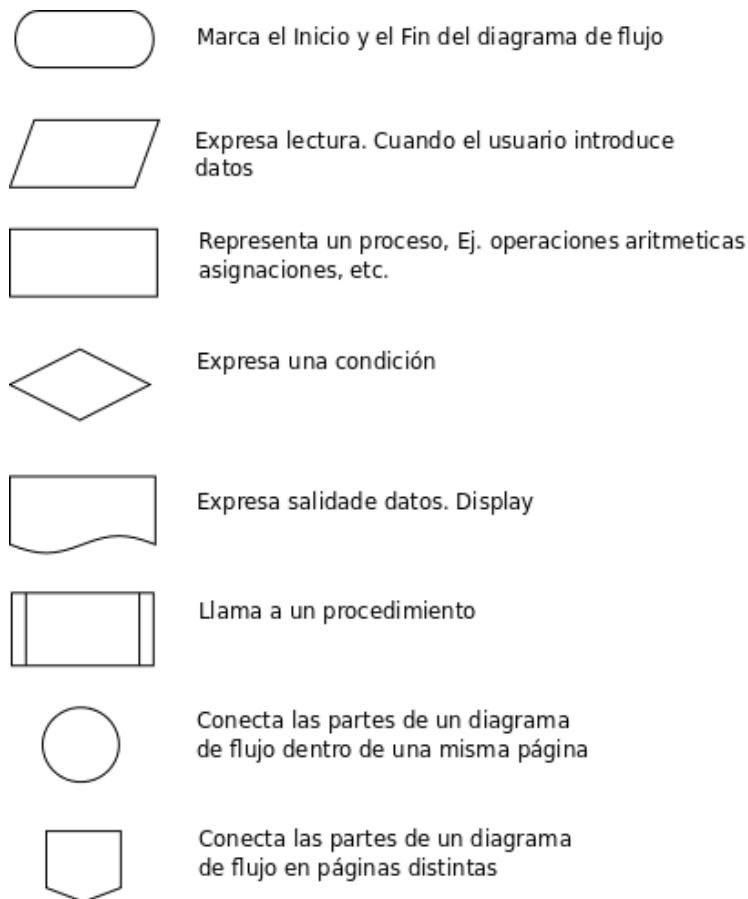 Marca el Inicio y el Fin del diagrama de flujo
Expresa lectura. Cuando el usuario introduce
datos
Representa un proceso, Ej. operaciones aritmeticas
asignaciones, etc.
Expresa una condición
Expresa salidade datos. Display
Llama a un procedimiento
Conecta las partes de un diagrama
de flujo dentro de una misma página
Conecta las partes de un diagrama
de flujo en páginas distintas